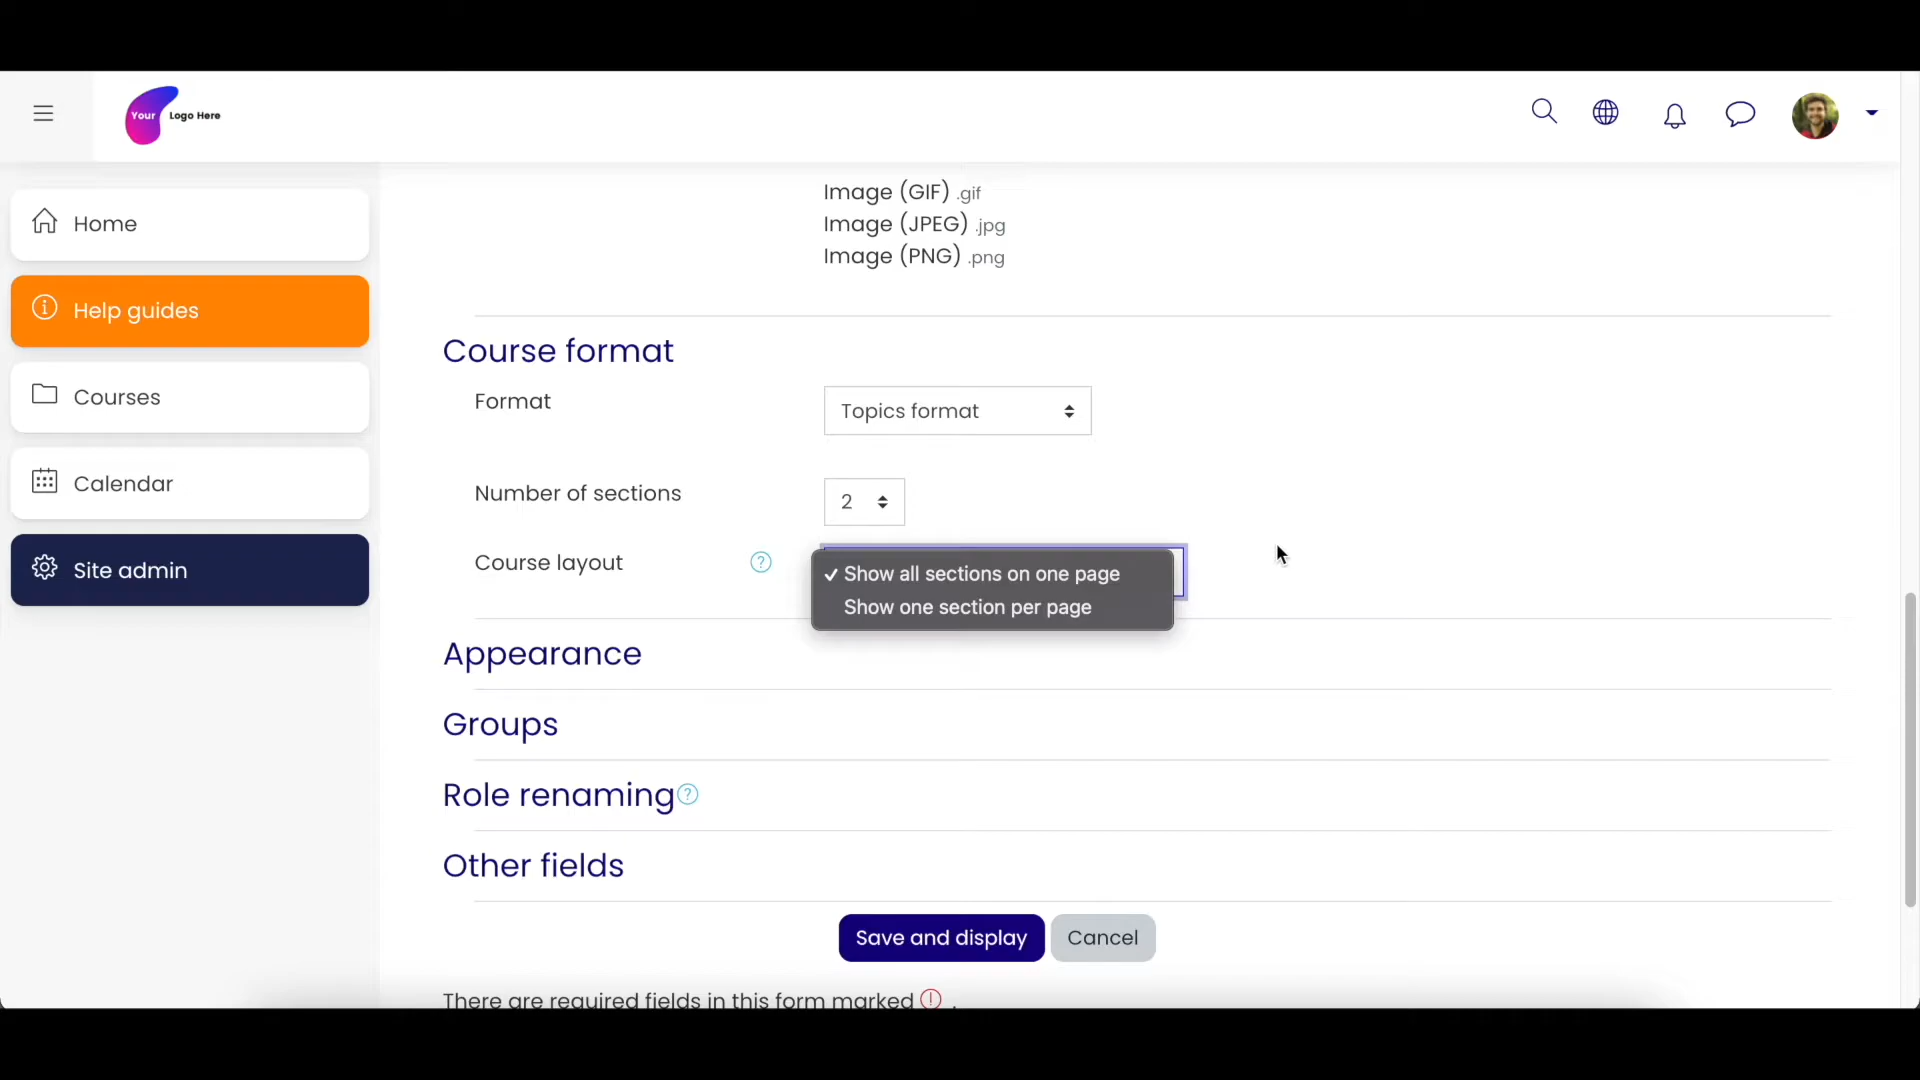 Your Logo Here
Home
Help guides
Courses
Calendar
Site admin
Image (GIF) .gif
Image (JPEG) .jpg
Image (PNG) .png
Course format
Format
Topics format
Number of sections
2
Course layout
?
✓ Show all sections on one page
Show one section per page
Appearance
Groups
Role renaming ?
Other fields
Save and display
Cancel
There are required fields in this form marked ! .